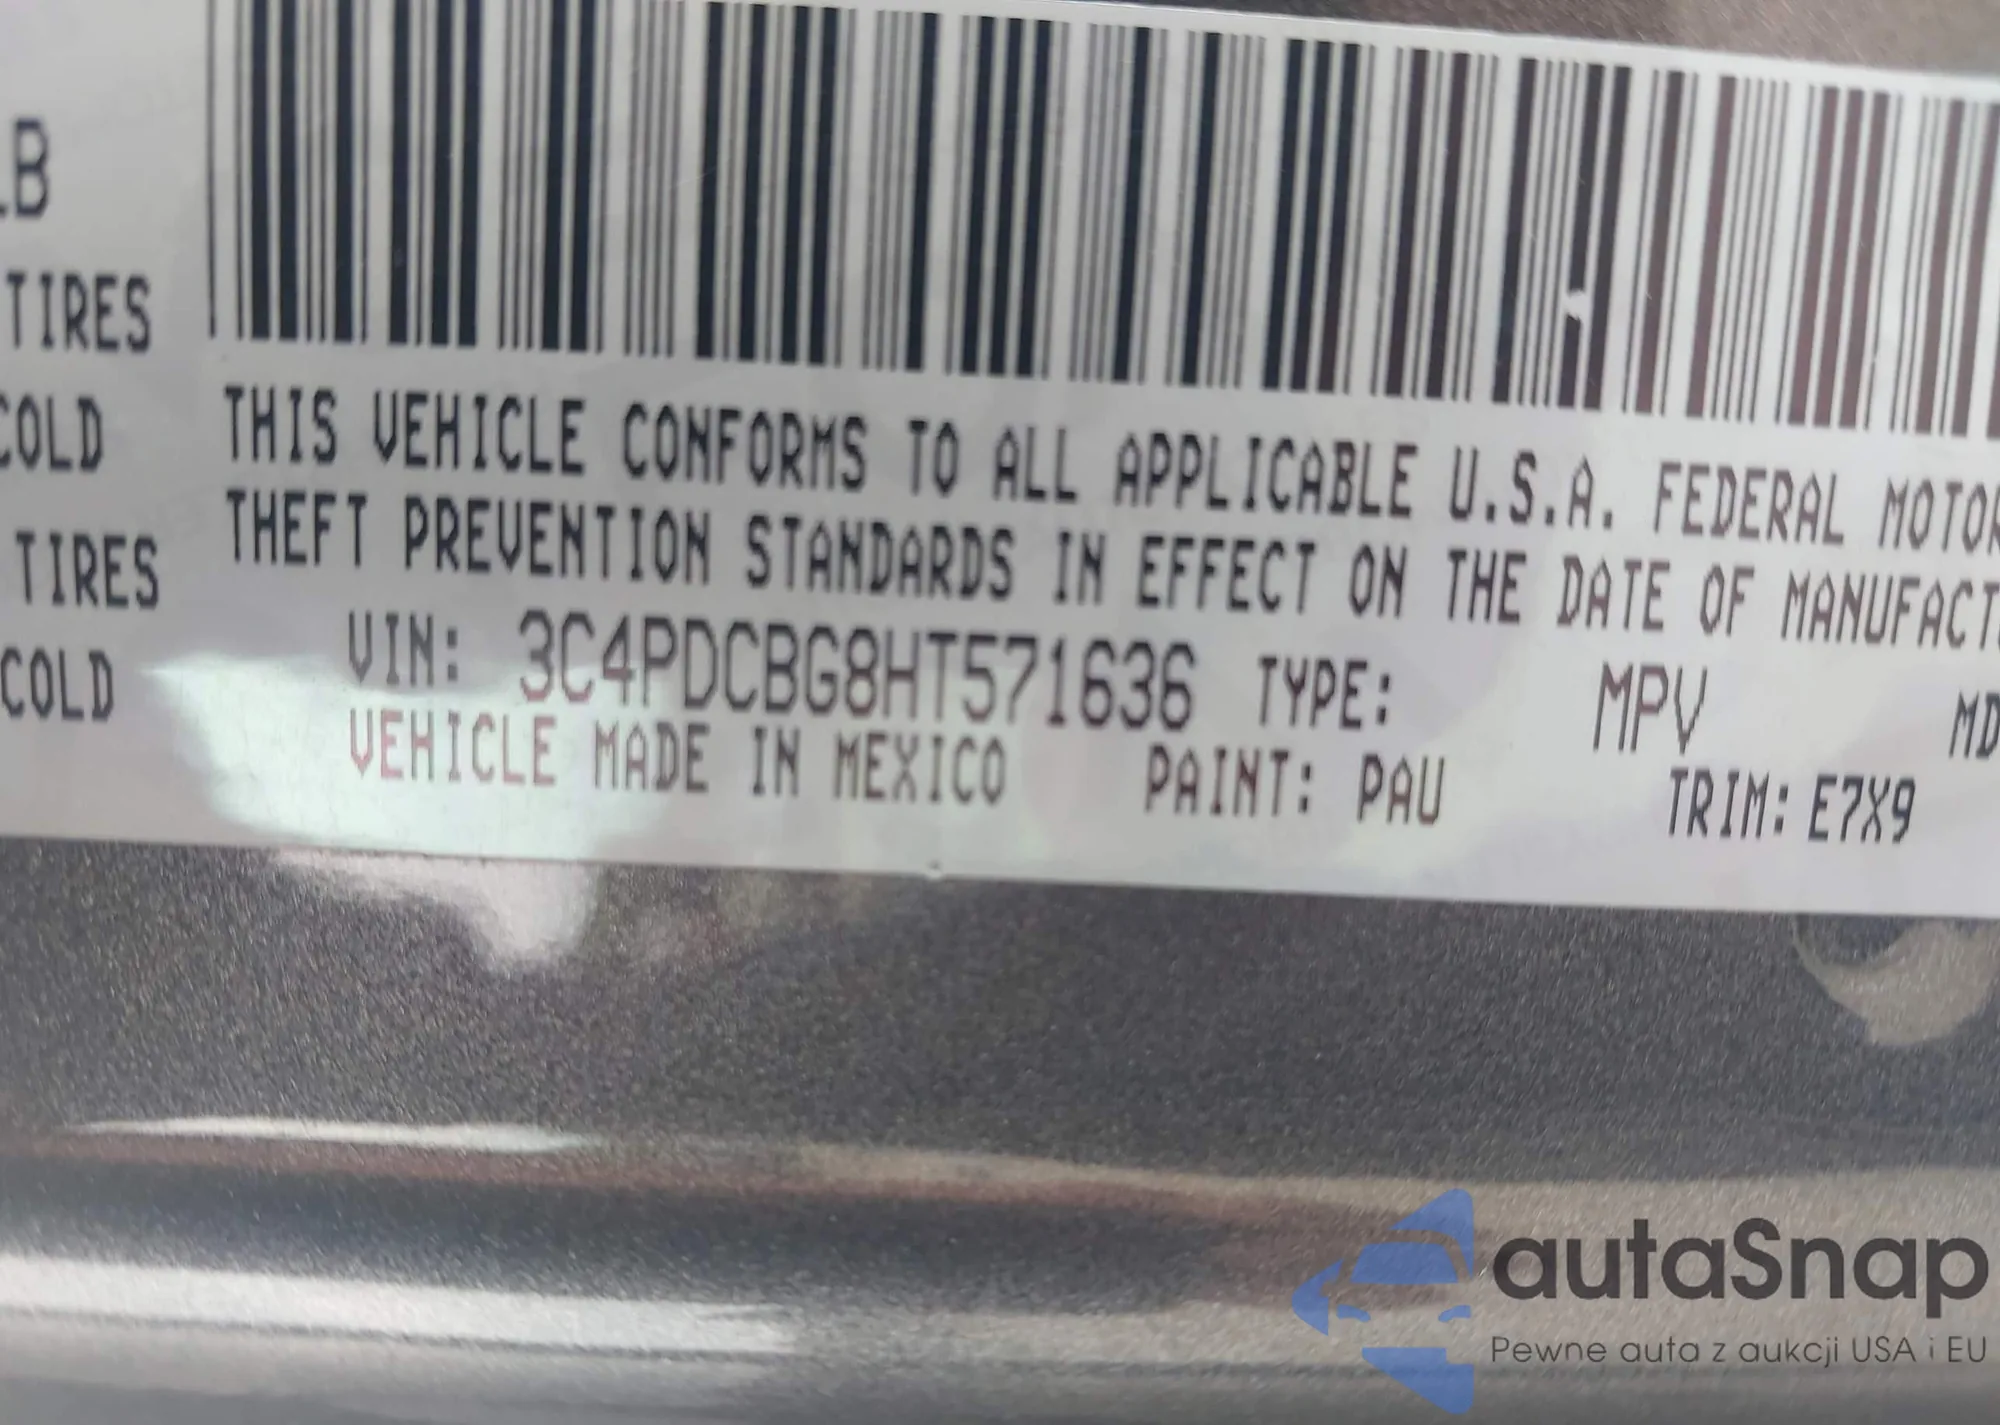 LB
TIRES
COLD
TIRES
COLD
THIS VEHICLE CONFORMS TO ALL APPLICABLE U.S.A. FEDERAL MOTOR
THEFT PREVENTION STANDARDS IN EFFECT ON THE DATE OF MANUFACT
VIN: 3C4PDCBG8HT571636 TYPE: MPV MD
VEHICLE MADE IN MEXICO PAINT: PAU TRIM: E7X9
autaSnap
Pewne auta z aukcji USA i EU